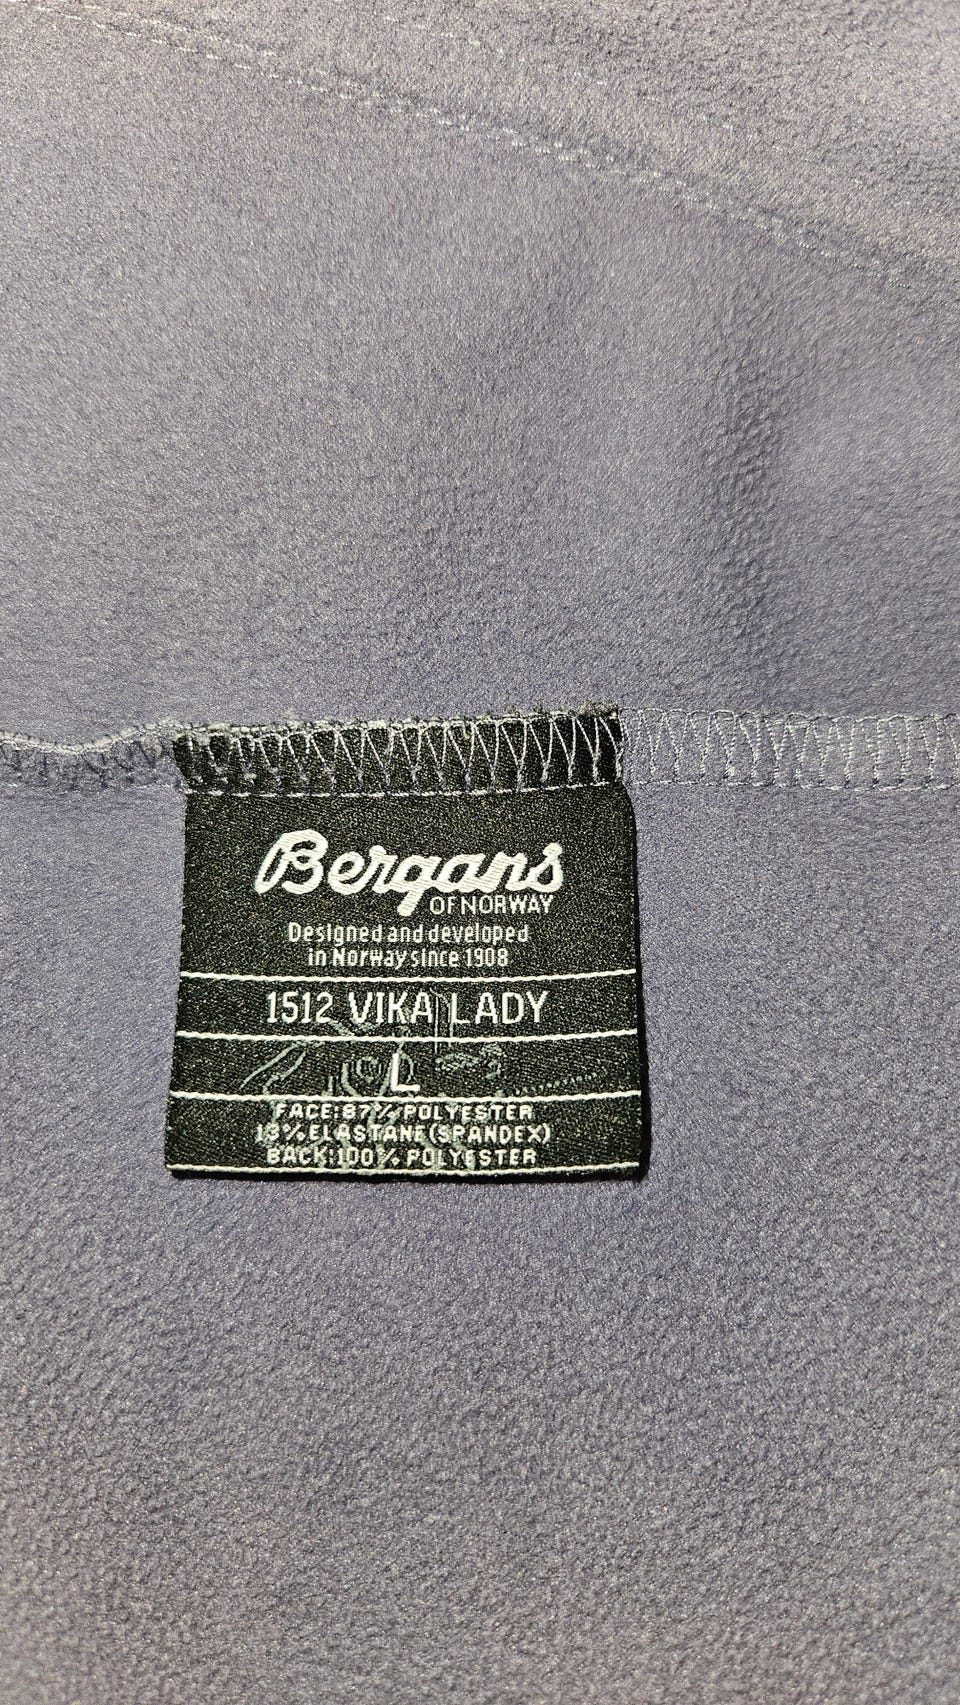 Bergans
OF NORWAY
Designed and developed
in Norway since 1908
1512 VIKA LADY
L
FACE:87% POLYESTER
13% ELASTANE (SPANDEX)
BACK:100% POLYESTER